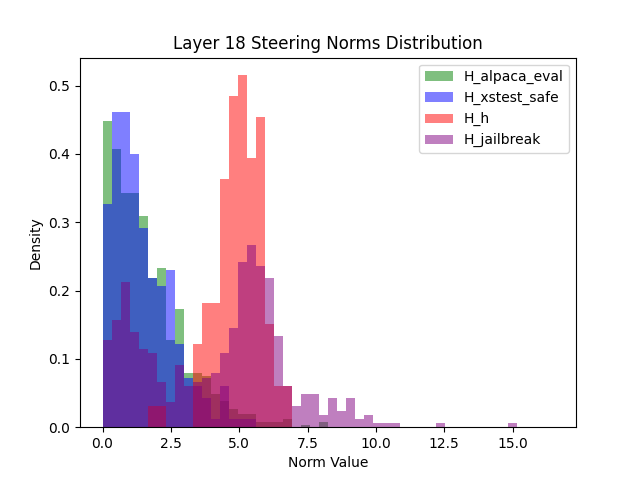 Layer 18 Steering Norms Distribution
H_alpaca_eval
H_xstest_safe
H_h
H_jailbreak
Density
0.5
0.4
0.3
0.2
0.1
0.0
0.0 2.5 5.0 7.5 10.0 12.5 15.0
Norm Value